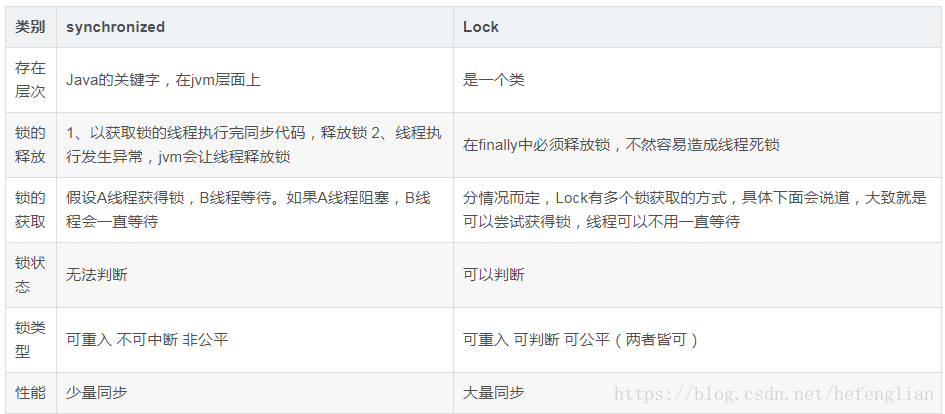 类别 synchronized Lock
存在
层次
Java的关键字，在jvm层面上
是一个类
锁的
释放
1、以获取锁的线程执行完同步代码，释放锁 2、线程执
行发生异常，jvm会让线程释放锁
在finally中必须释放锁，不然容易造成线程死锁
锁的
获取
假设A线程获得锁，B线程等待。如果A线程阻塞，B线
程会一直等待
分情况而定，Lock有多个锁获取的方式，具体下面会说道，大致就是
可以尝试获得锁，线程可以不用一直等待
锁状
态
无法判断
可以判断
锁类
型
可重入 不可中断 非公平
可重入 可判断 可公平（两者皆可）
性能 少量同步 大量同步
https://blog.csdn.net/hefenglian